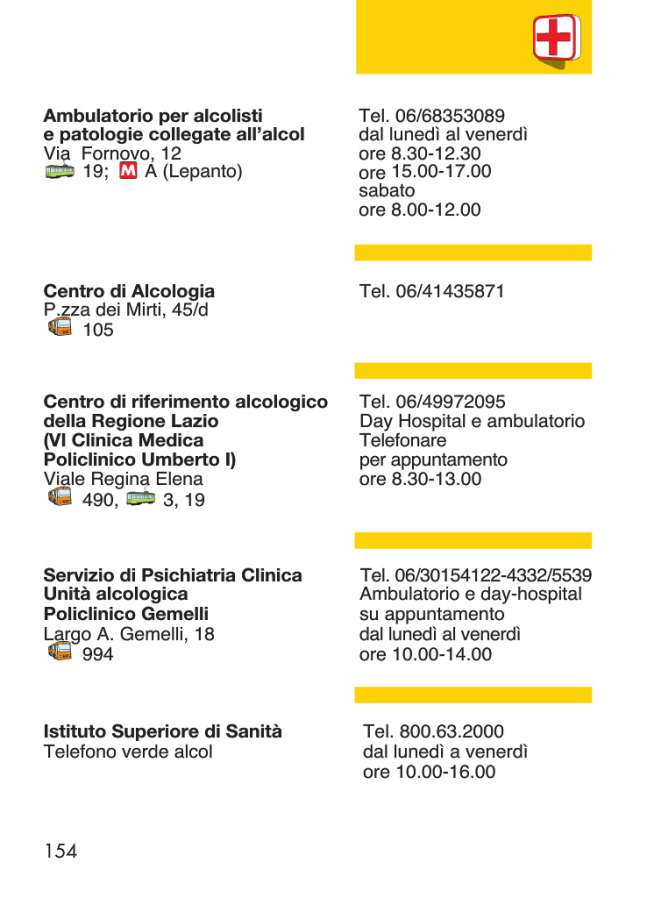 Ambulatorio per alcolisti
e patologie collegate all'alcol
Via Fornovo, 12
19; M A (Lepanto)
Tel. 06/68353089
dal lunedì al venerdì
ore 8.30-12.30
ore 15.00-17.00
sabato
ore 8.00-12.00
Centro di Alcologia
P.zza dei Mirti, 45/d
105
Tel. 06/41435871
Centro di riferimento alcologico
della Regione Lazio
(VI Clinica Medica
Policlinico Umberto I)
Viale Regina Elena
490, 3, 19
Tel. 06/49972095
Day Hospital e ambulatorio
Telefonare
per appuntamento
ore 8.30-13.00
Servizio di Psichiatria Clinica
Unità alcologica
Policlinico Gemelli
Largo A. Gemelli, 18
994
Tel. 06/30154122-4332/5539
Ambulatorio e day-hospital
su appuntamento
dal lunedì al venerdì
ore 10.00-14.00
Istituto Superiore di Sanità
Telefono verde alcol
Tel. 800.63.2000
dal lunedì a venerdì
ore 10.00-16.00
154